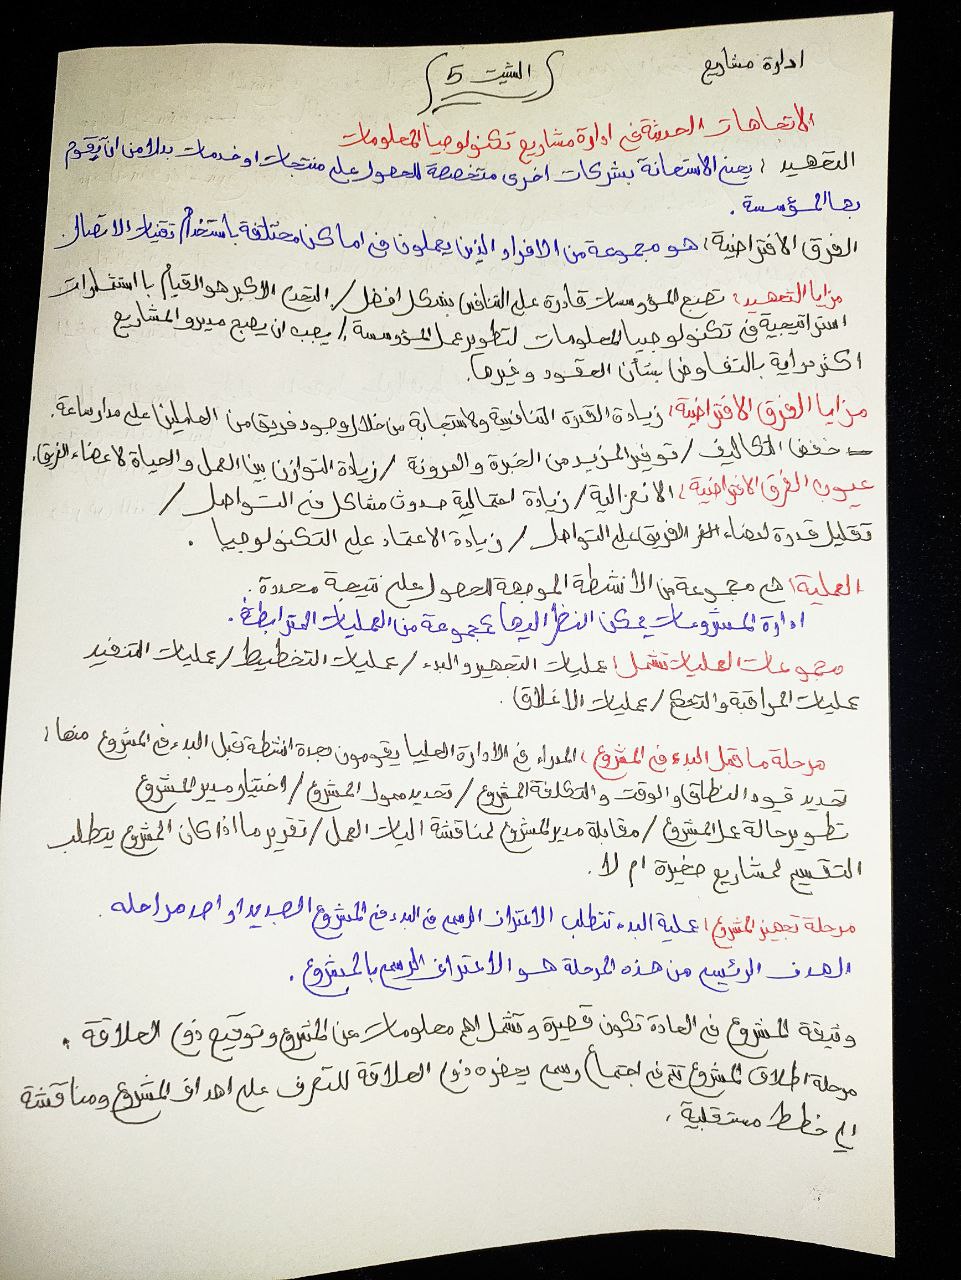 ادارة مشاريع
الشيت 5
الاتجاهات الحديثة في ادارة مشاريع تكنولوجيا المعلومات
التعهيد : يعني الاستعانة بشركات اخرى متخصصة للحصول على منتجات او خدمات بدلا من ان يقوم
بها المؤسسة .
الفرق الافتراضية : هو مجموعة من الافراد الذين يعملون في اماكن مختلفة باستخدام تقنيات الاتصال .
مزايا التعهيد : تصبح المؤسسات قادرة على التنافس بشكل افضل / التقدم الاكبر هو القيام با استثمارات
استراتيجية في تكنولوجيا المعلومات لتطوير عمل المؤسسة / يجب ان يصبح مديرو المشاريع
اكثر دراية بالتفاوض بشأن العقود وغيرها .
مزايا الفرق الافتراضية : زيادة القدرة التنافسية والاستجابة من خلال وجود فريق من العاملين على مدار ساعة .
خفض التكاليف / توفير المزيد من الخبرة والمرونة / زيادة التوازن بين العمل والحياة لاعضاء الفريق .
عيوب الفرق الافتراضية : الانعزالية / زيادة احتمالية حدوث مشاكل في التواصل /
تقليل قدرة اعضاء الفريق على التواصل / زيادة الاعتماد على التكنولوجيا .
العملية : هي مجموعة من الانشطة الموجهة للحصول على نتيجة محددة .
ادارة المشروعات يمكن النظر اليها كمجموعة من العمليات المترابطة .
مجموعات العمليات تشمل : عمليات التجهيز والبدء / عمليات التخطيط / عمليات التنفيذ
عمليات المراقبة والتحكم / عمليات الاغلاق .
مرحلة ما قبل البدء في المشروع : المدراء في الادارة العليا يقومون بعدة انشطة قبل البدء في المشروع منها :
تحديد قيود النطاق والوقت والتكلفة المشروع / تحديد ممول المشروع / اختيار مدير المشروع
تطوير حالة عمل المشروع / مقابلة مدير المشروع لمناقشة اليات العمل / تقرير ما اذا كان المشروع يتطلب
التقسيم لمشاريع صغيرة ام لا .
مرحلة تجهيز المشروع : عملية البدء تتطلب الاعتراف الرسمي في البدء في المشروع الجديد او احد مراحله .
الهدف الرئيسي من هذه المرحلة هو الاعتراف الرسمي بالمشروع .
وثيقة المشروع في العادة تكون قصيرة وتشمل اهم معلومات عن المشروع وتوقيع ذوي العلاقة .
مرحلة اطلاق المشروع تتم في اجتماع رسمي يحضره ذوي العلاقة للتعرف على اهداف المشروع ومناقشة
اي خطط مستقبلية .